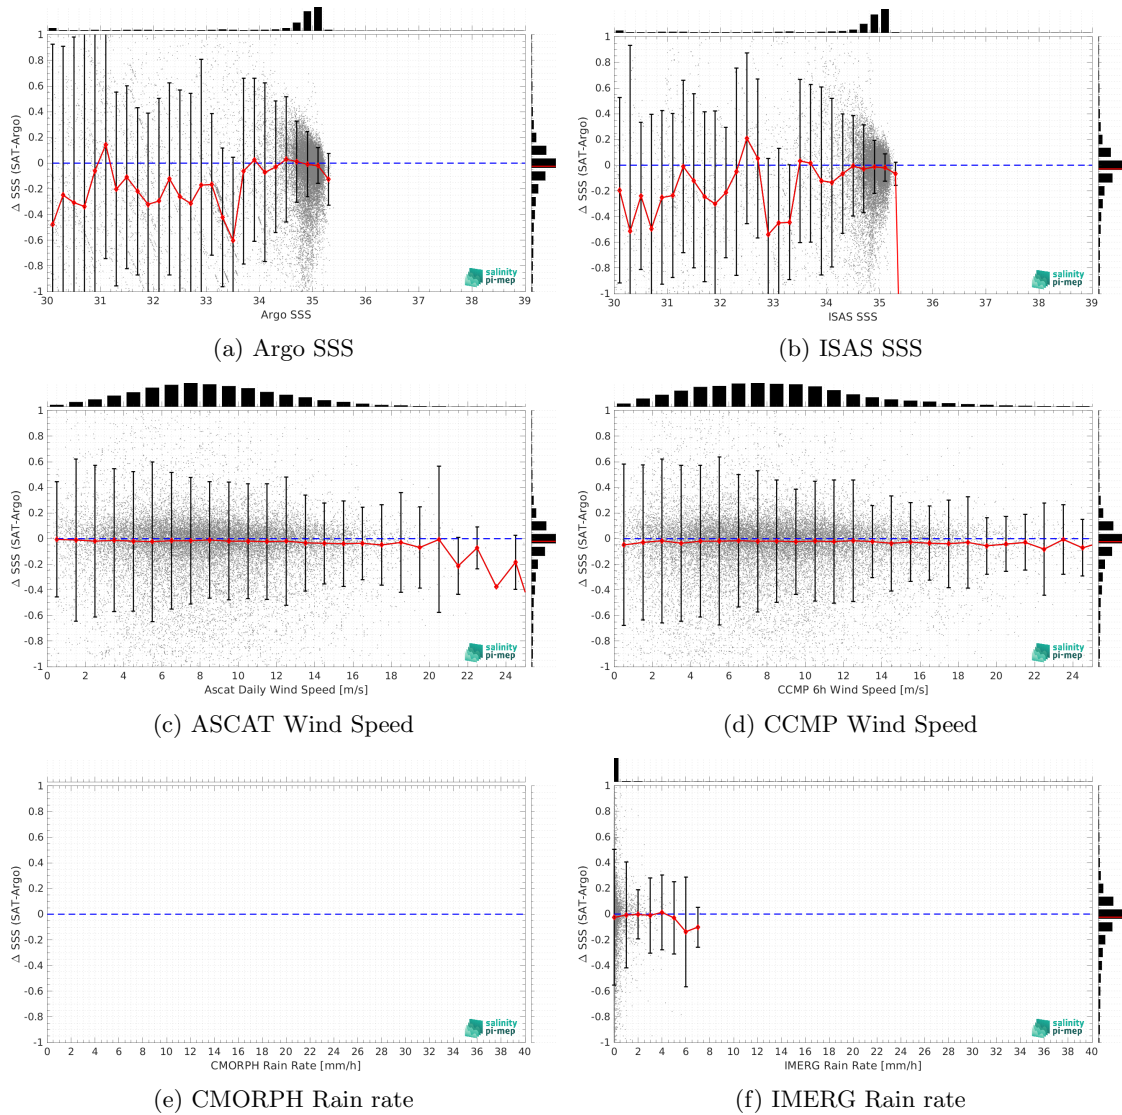 1
0.8
0.6
0.4
0.2
0
-0.2
-0.4
-0.6
-0.8
-1
Δ SSS (SAT-Argo)
30 31 32 33 34 35 36 37 38 39
Argo SSS
salinity
pi-mep
(a) Argo SSS
1
0.8
0.6
0.4
0.2
0
-0.2
-0.4
-0.6
-0.8
-1
Δ SSS (SAT-Argo)
30 31 32 33 34 35 36 37 38 39
ISAS SSS
salinity
pi-mep
(b) ISAS SSS
1
0.8
0.6
0.4
0.2
0
-0.2
-0.4
-0.6
-0.8
-1
Δ SSS (SAT-Argo)
0 2 4 6 8 10 12 14 16 18 20 22 24
Ascat Daily Wind Speed [m/s]
salinity
pi-mep
(c) ASCAT Wind Speed
1
0.8
0.6
0.4
0.2
0
-0.2
-0.4
-0.6
-0.8
-1
Δ SSS (SAT-Argo)
0 2 4 6 8 10 12 14 16 18 20 22 24
CCMP 6h Wind Speed [m/s]
salinity
pi-mep
(d) CCMP Wind Speed
1
0.8
0.6
0.4
0.2
0
-0.2
-0.4
-0.6
-0.8
-1
Δ SSS (SAT-Argo)
0 2 4 6 8 10 12 14 16 18 20 22 24 26 28 30 32 34 36 38 40
CMORPH Rain Rate [mm/h]
salinity
pi-mep
(e) CMORPH Rain rate
1
0.8
0.6
0.4
0.2
0
-0.2
-0.4
-0.6
-0.8
-1
Δ SSS (SAT-Argo)
0 2 4 6 8 10 12 14 16 18 20 22 24 26 28 30 32 34 36 38 40
IMERG Rain Rate [mm/h]
salinity
pi-mep
(f) IMERG Rain rate